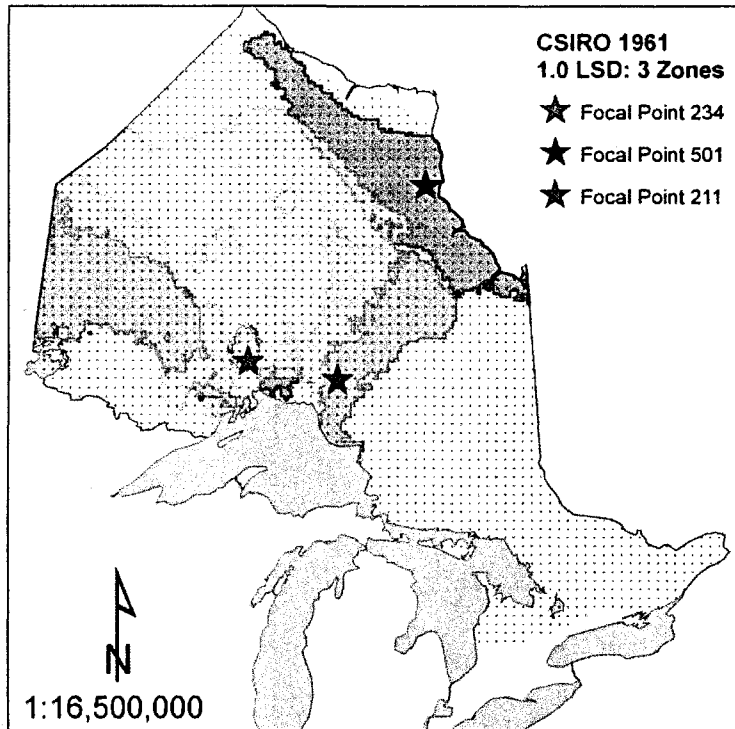 CSIRO 1961
1.0 LSD: 3 Zones
Focal Point 234
Focal Point 501
Focal Point 211
N
1:16,500,000